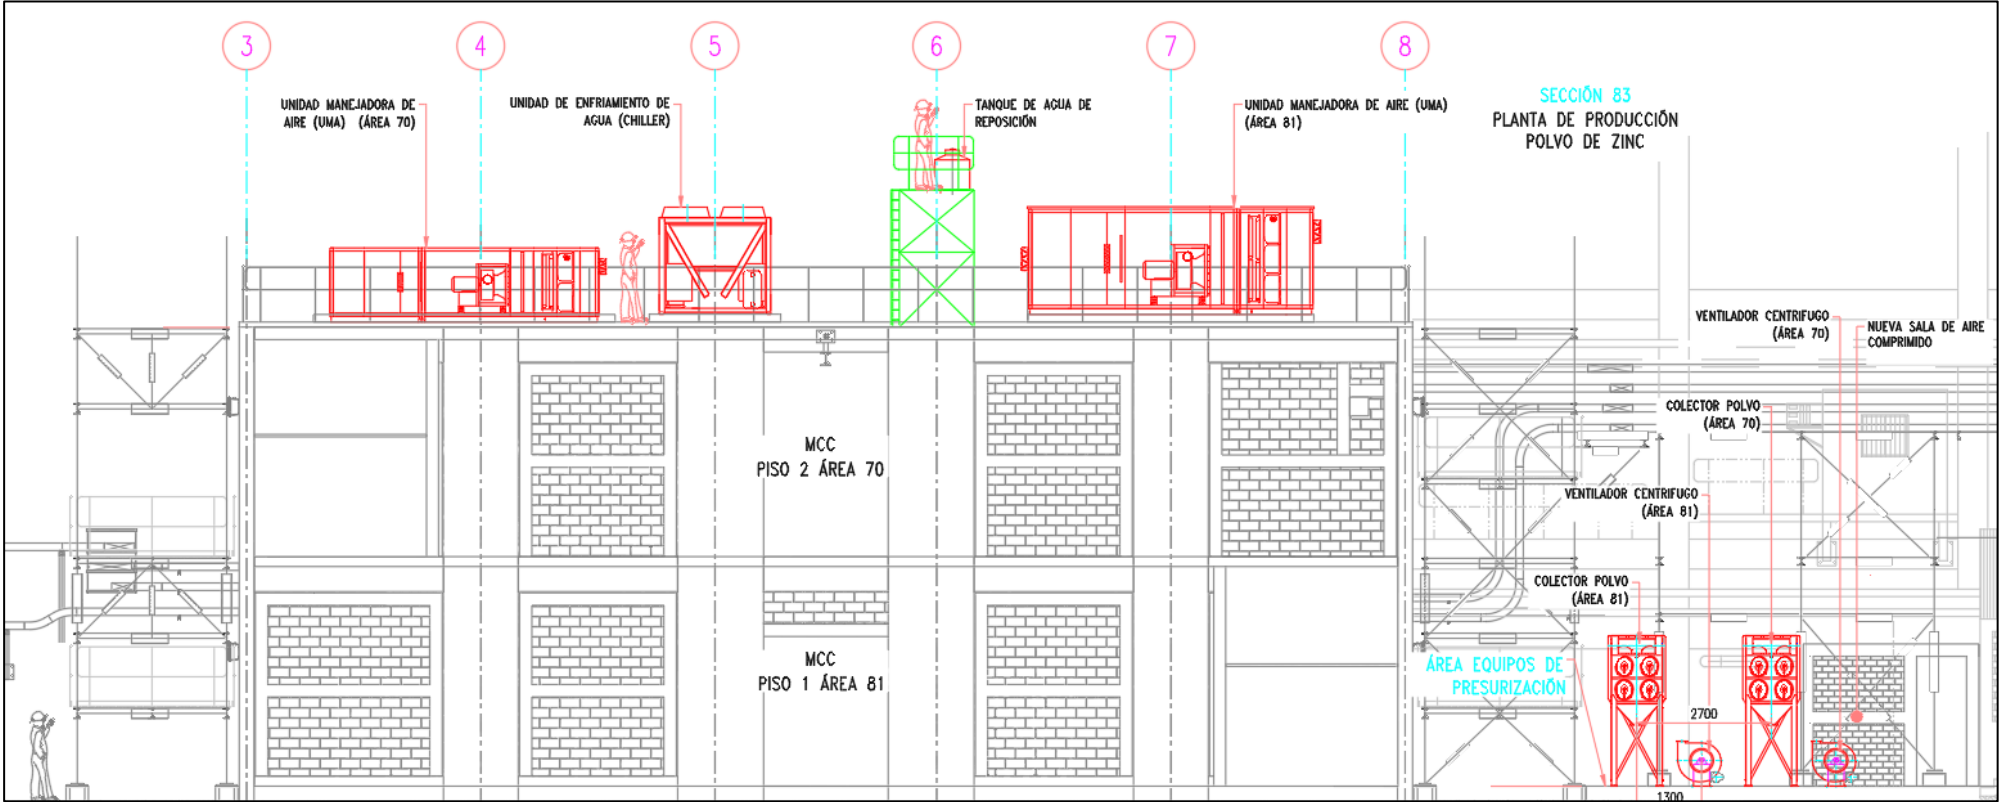 3
4
5
6
7
8
UNIDAD MANEJADORA DE
AIRE (UMA) (ÁREA 70)
UNIDAD DE ENFRIAMIENTO DE
AGUA (CHILLER)
TANQUE DE AGUA DE
REPOSICIÓN
UNIDAD MANEJADORA DE AIRE (UMA)
(ÁREA 81)
SECCIÓN 83
PLANTA DE PRODUCCIÓN
POLVO DE ZINC
VENTILADOR CENTRIFUGO
(ÁREA 70)
NUEVA SALA DE AIRE
COMPRIMIDO
COLECTOR POLVO
(ÁREA 70)
MCC
PISO 2 ÁREA 70
VENTILADOR CENTRIFUGO
(ÁREA 81)
COLECTOR POLVO
(ÁREA 81)
MCC
PISO 1 ÁREA 81
ÁREA EQUIPOS DE
PRESURIZACIÓN
2700
1300